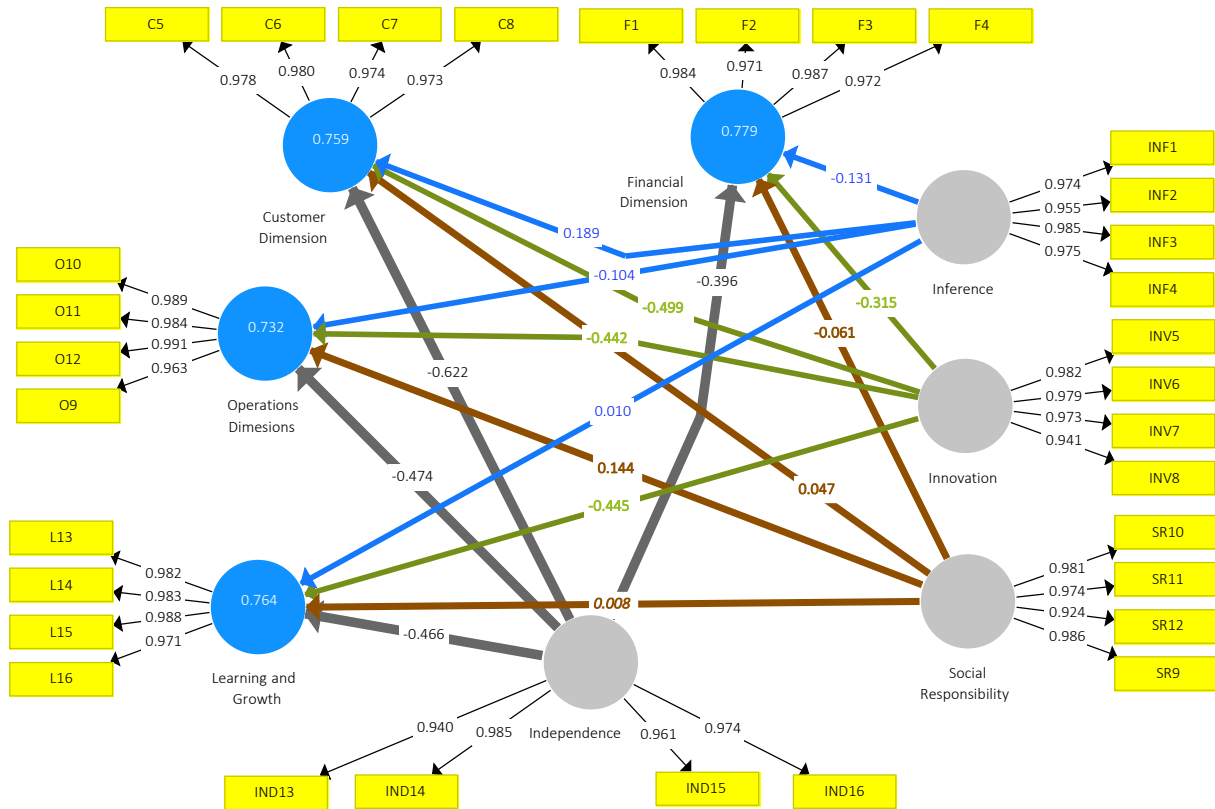 C5
C6
C7
C8
F1
F2
F3
F4
0.978
0.980
0.974
0.973
0.984
0.971
0.987
0.972
0.759
Customer
Dimension
0.779
Financial
Dimension
-0.131
INF1
INF2
INF3
INF4
0.974
0.955
0.985
0.975
Inference
0.189
-0.104
-0.396
-0.499
-0.315
-0.442
-0.061
O10
O11
O12
O9
0.989
0.984
0.991
0.963
0.732
Operations
Dimesions
-0.622
INV5
INV6
INV7
INV8
0.982
0.979
0.973
0.941
Innovation
0.010
0.144
-0.474
0.047
-0.445
L13
L14
L15
L16
0.982
0.983
0.988
0.971
0.764
Learning and
Growth
0.008
-0.466
SR10
SR11
SR12
SR9
0.981
0.974
0.924
0.986
Social
Responsibility
Independence
0.940
0.985
0.961
0.974
IND13
IND14
IND15
IND16